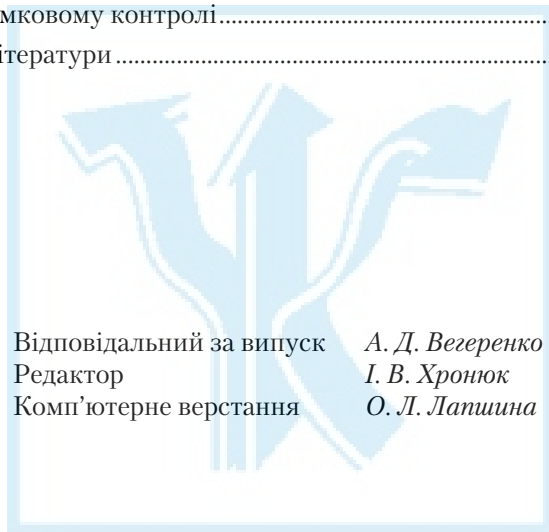 мковому контролі..............................................................
ітератури..............................................................................
Відповідальний за випуск А. Д. Вегеренко
Редактор І. В. Хронюк
Комп’ютерне верстання О. Л. Лапшина